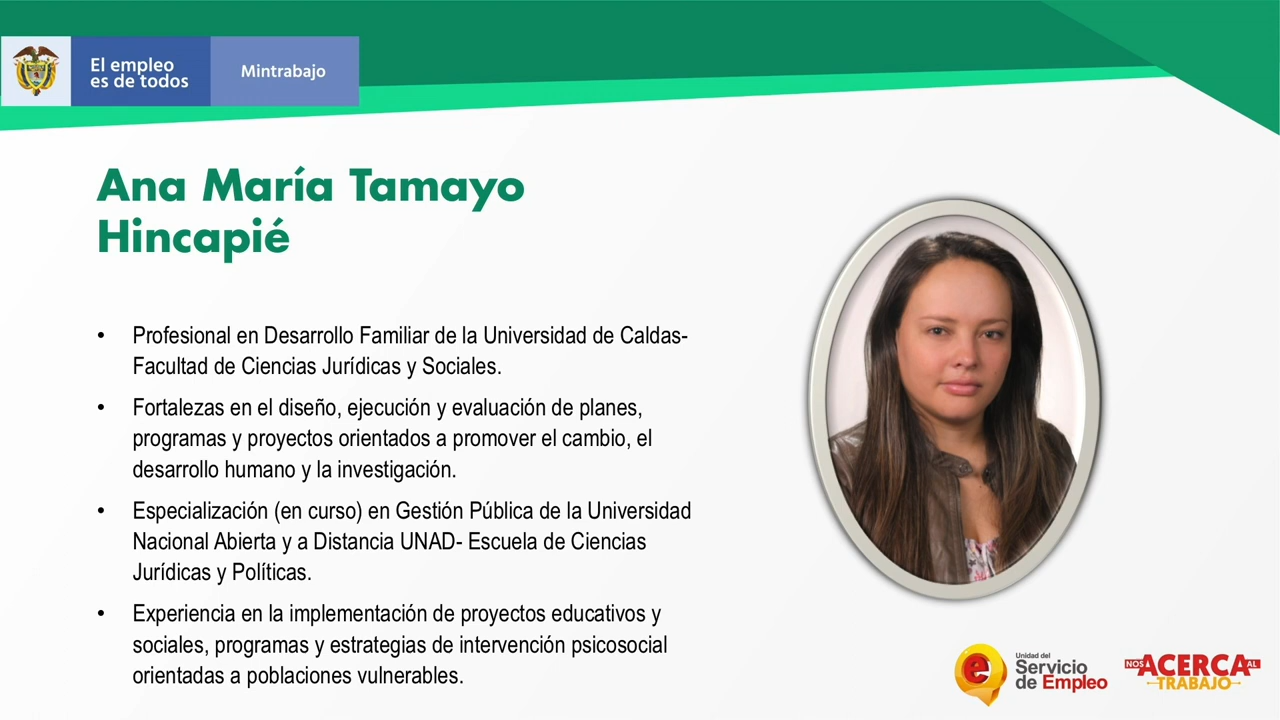 El empleo
es de todos
Mintrabajo
Ana María Tamayo
Hincapié
• Profesional en Desarrollo Familiar de la Universidad de Caldas-
Facultad de Ciencias Jurídicas y Sociales.
• Fortalezas en el diseño, ejecución y evaluación de planes,
programas y proyectos orientados a promover el cambio, el
desarrollo humano y la investigación.
• Especialización (en curso) en Gestión Pública de la Universidad
Nacional Abierta y a Distancia UNAD- Escuela de Ciencias
Jurídicas y Políticas.
• Experiencia en la implementación de proyectos educativos y
sociales, programas y estrategias de intervención psicosocial
orientadas a poblaciones vulnerables.
e
Unidad del
Servicio
de Empleo
NOS ACERCA AL
TRABAJO